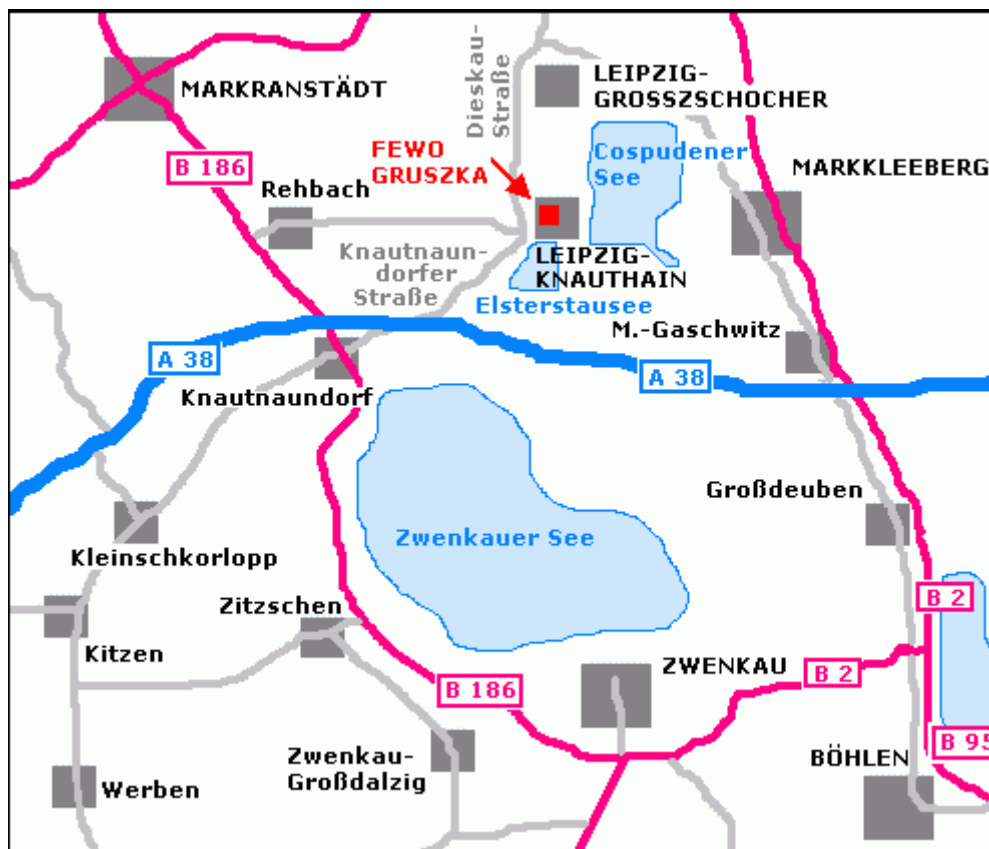 Dieskau-
Straße
LEIPZIG-
GROSSZSCHOCHER
MARKRANSTÄDT
FEWO
GRUSZKA
Cospudener
See
B 186
MARKKLEEBERG
Rehbach
Knautnaun-
dorfer
Straße
LEIPZIG-
KNAUTHAIN
Elsterstausee
M.-Gaschwitz
A 38
A 38
Knautnaundorf
Großdeuben
Zwenkauer See
Kleinschkorlopp
Zitzschen
B 2
Kitzen
ZWENKAU
B 2
B 186
B 95
Zwenkau-
Großdalzig
BÖHLEN
Werben